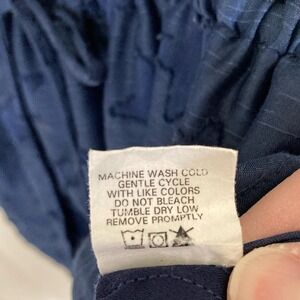 MACHINE WASH COLD
GENTLE CYCLE
WITH LIKE COLORS
DO NOT BLEACH
TUMBLE DRY LOW
REMOVE PROMPTLY